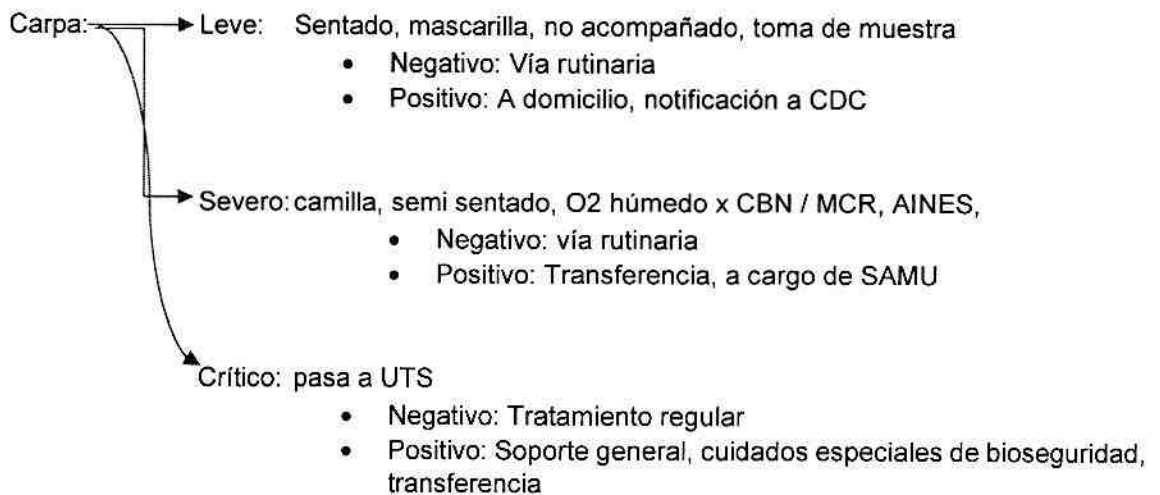 Carpa: Leve: Sentado, mascarilla, no acompañado, toma de muestra
• Negativo: Vía rutinaria
• Positivo: A domicilio, notificación a CDC
Severo: camilla, semi sentado, O2 húmedo x CBN / MCR, AINES,
• Negativo: vía rutinaria
• Positivo: Transferencia, a cargo de SAMU
Crítico: pasa a UTS
• Negativo: Tratamiento regular
• Positivo: Soporte general, cuidados especiales de bioseguridad,
transferencia